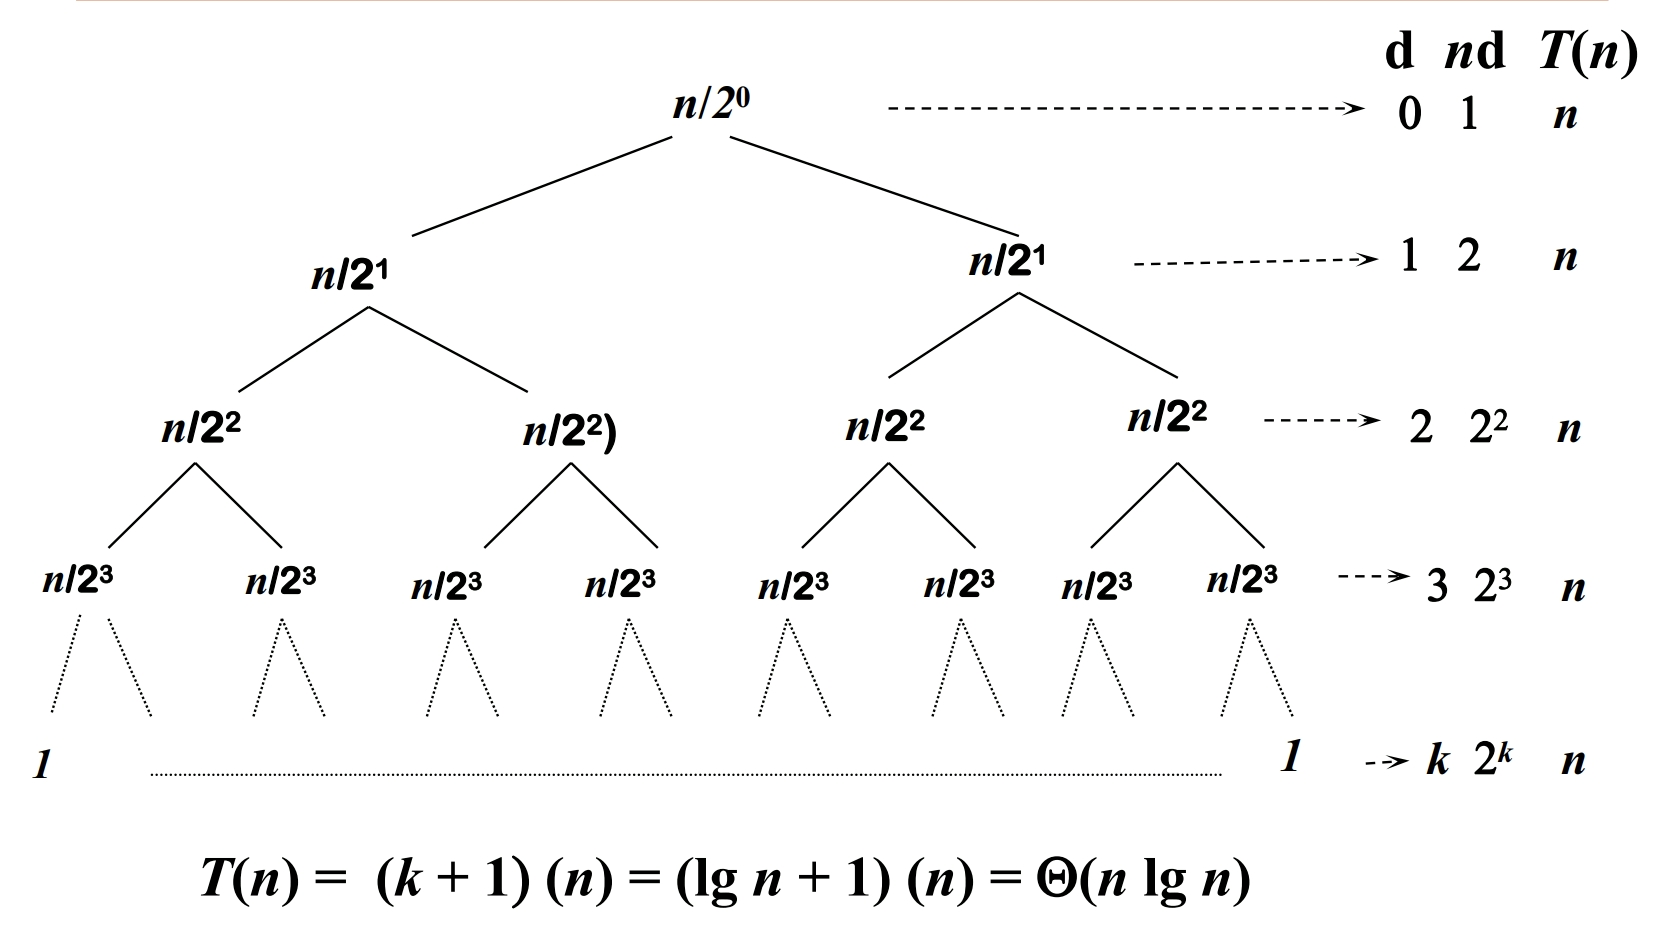 d nd T(n)
n/2⁰ 0 1 n
n/2¹ n/2¹ 1 2 n
n/2² n/2²) n/2² n/2² 2 2² n
n/2³ n/2³ n/2³ n/2³ n/2³ n/2³ n/2³ n/2³ 3 2³ n
1 1 k 2ᵏ n
T(n) = (k + 1) (n) = (lg n + 1) (n) = Θ(n lg n)